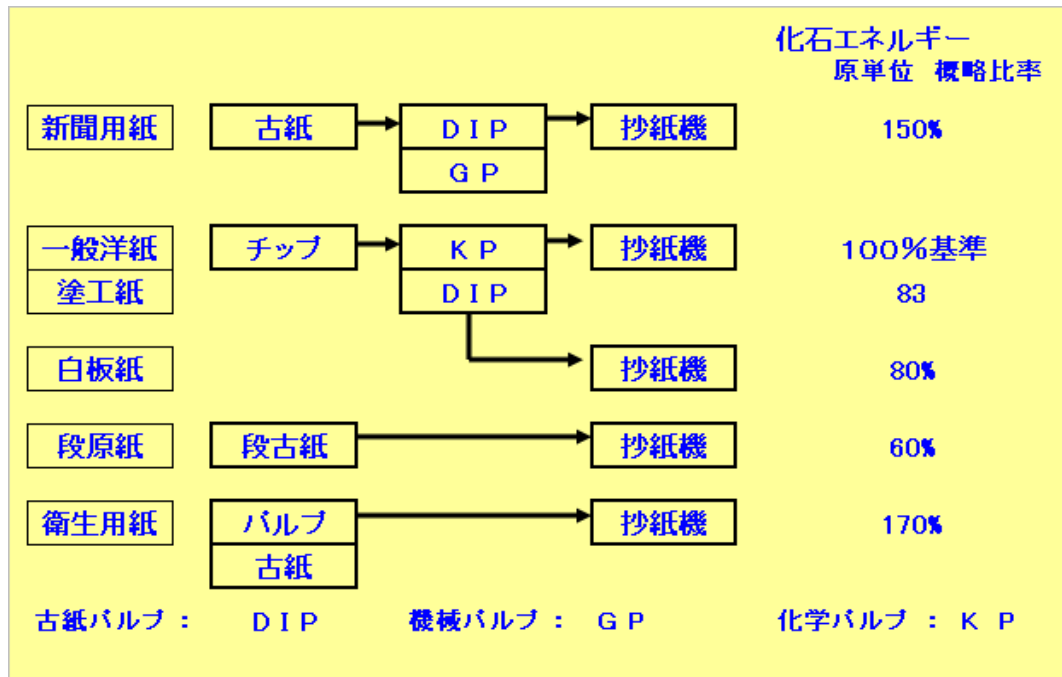 化石エネルギー
原単位 概略比率
新聞用紙 古紙 DIP 抄紙機 150%
GP
一般洋紙 チップ KP 抄紙機 100%基準
塗工紙 DIP 83
白板紙 抄紙機 80%
段原紙 段古紙 抄紙機 60%
衛生用紙 パルプ 抄紙機 170%
古紙
古紙パルプ: DIP 機械パルプ: GP 化学パルプ: KP